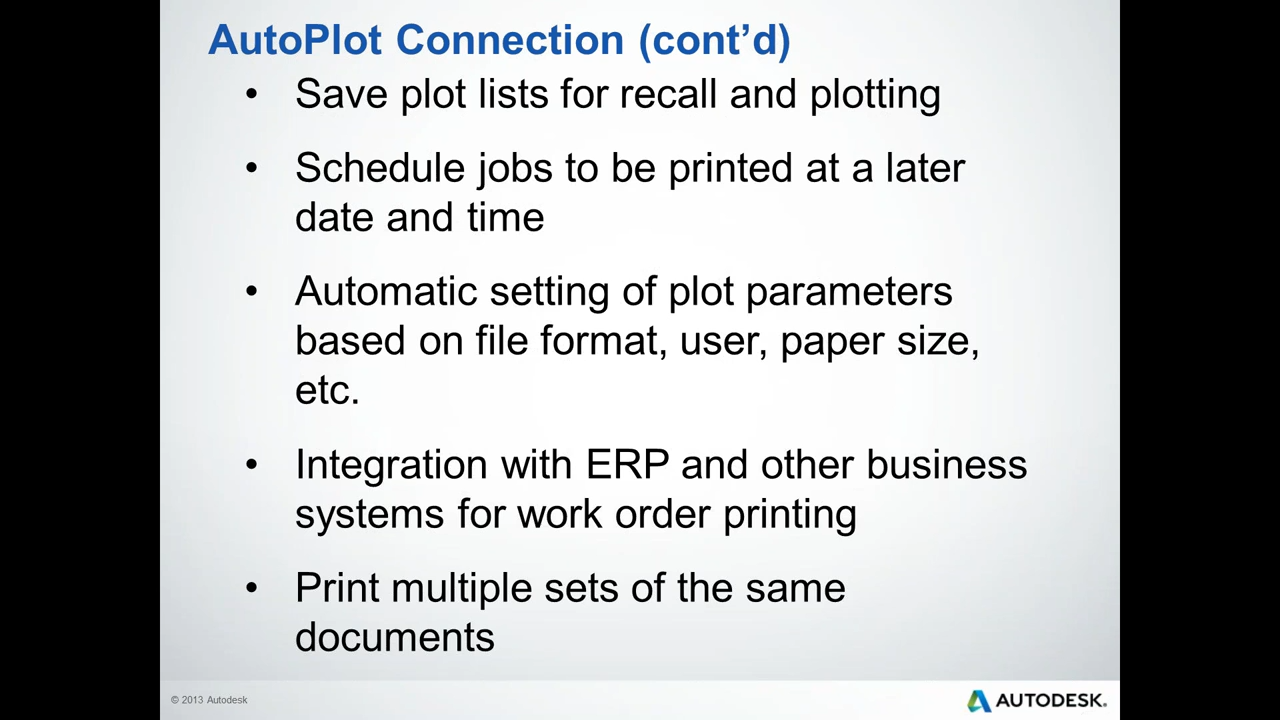 AutoPlot Connection (cont’d)
• Save plot lists for recall and plotting
• Schedule jobs to be printed at a later
date and time
• Automatic setting of plot parameters
based on file format, user, paper size,
etc.
• Integration with ERP and other business
systems for work order printing
• Print multiple sets of the same
documents
© 2013 Autodesk
AUTODESK.